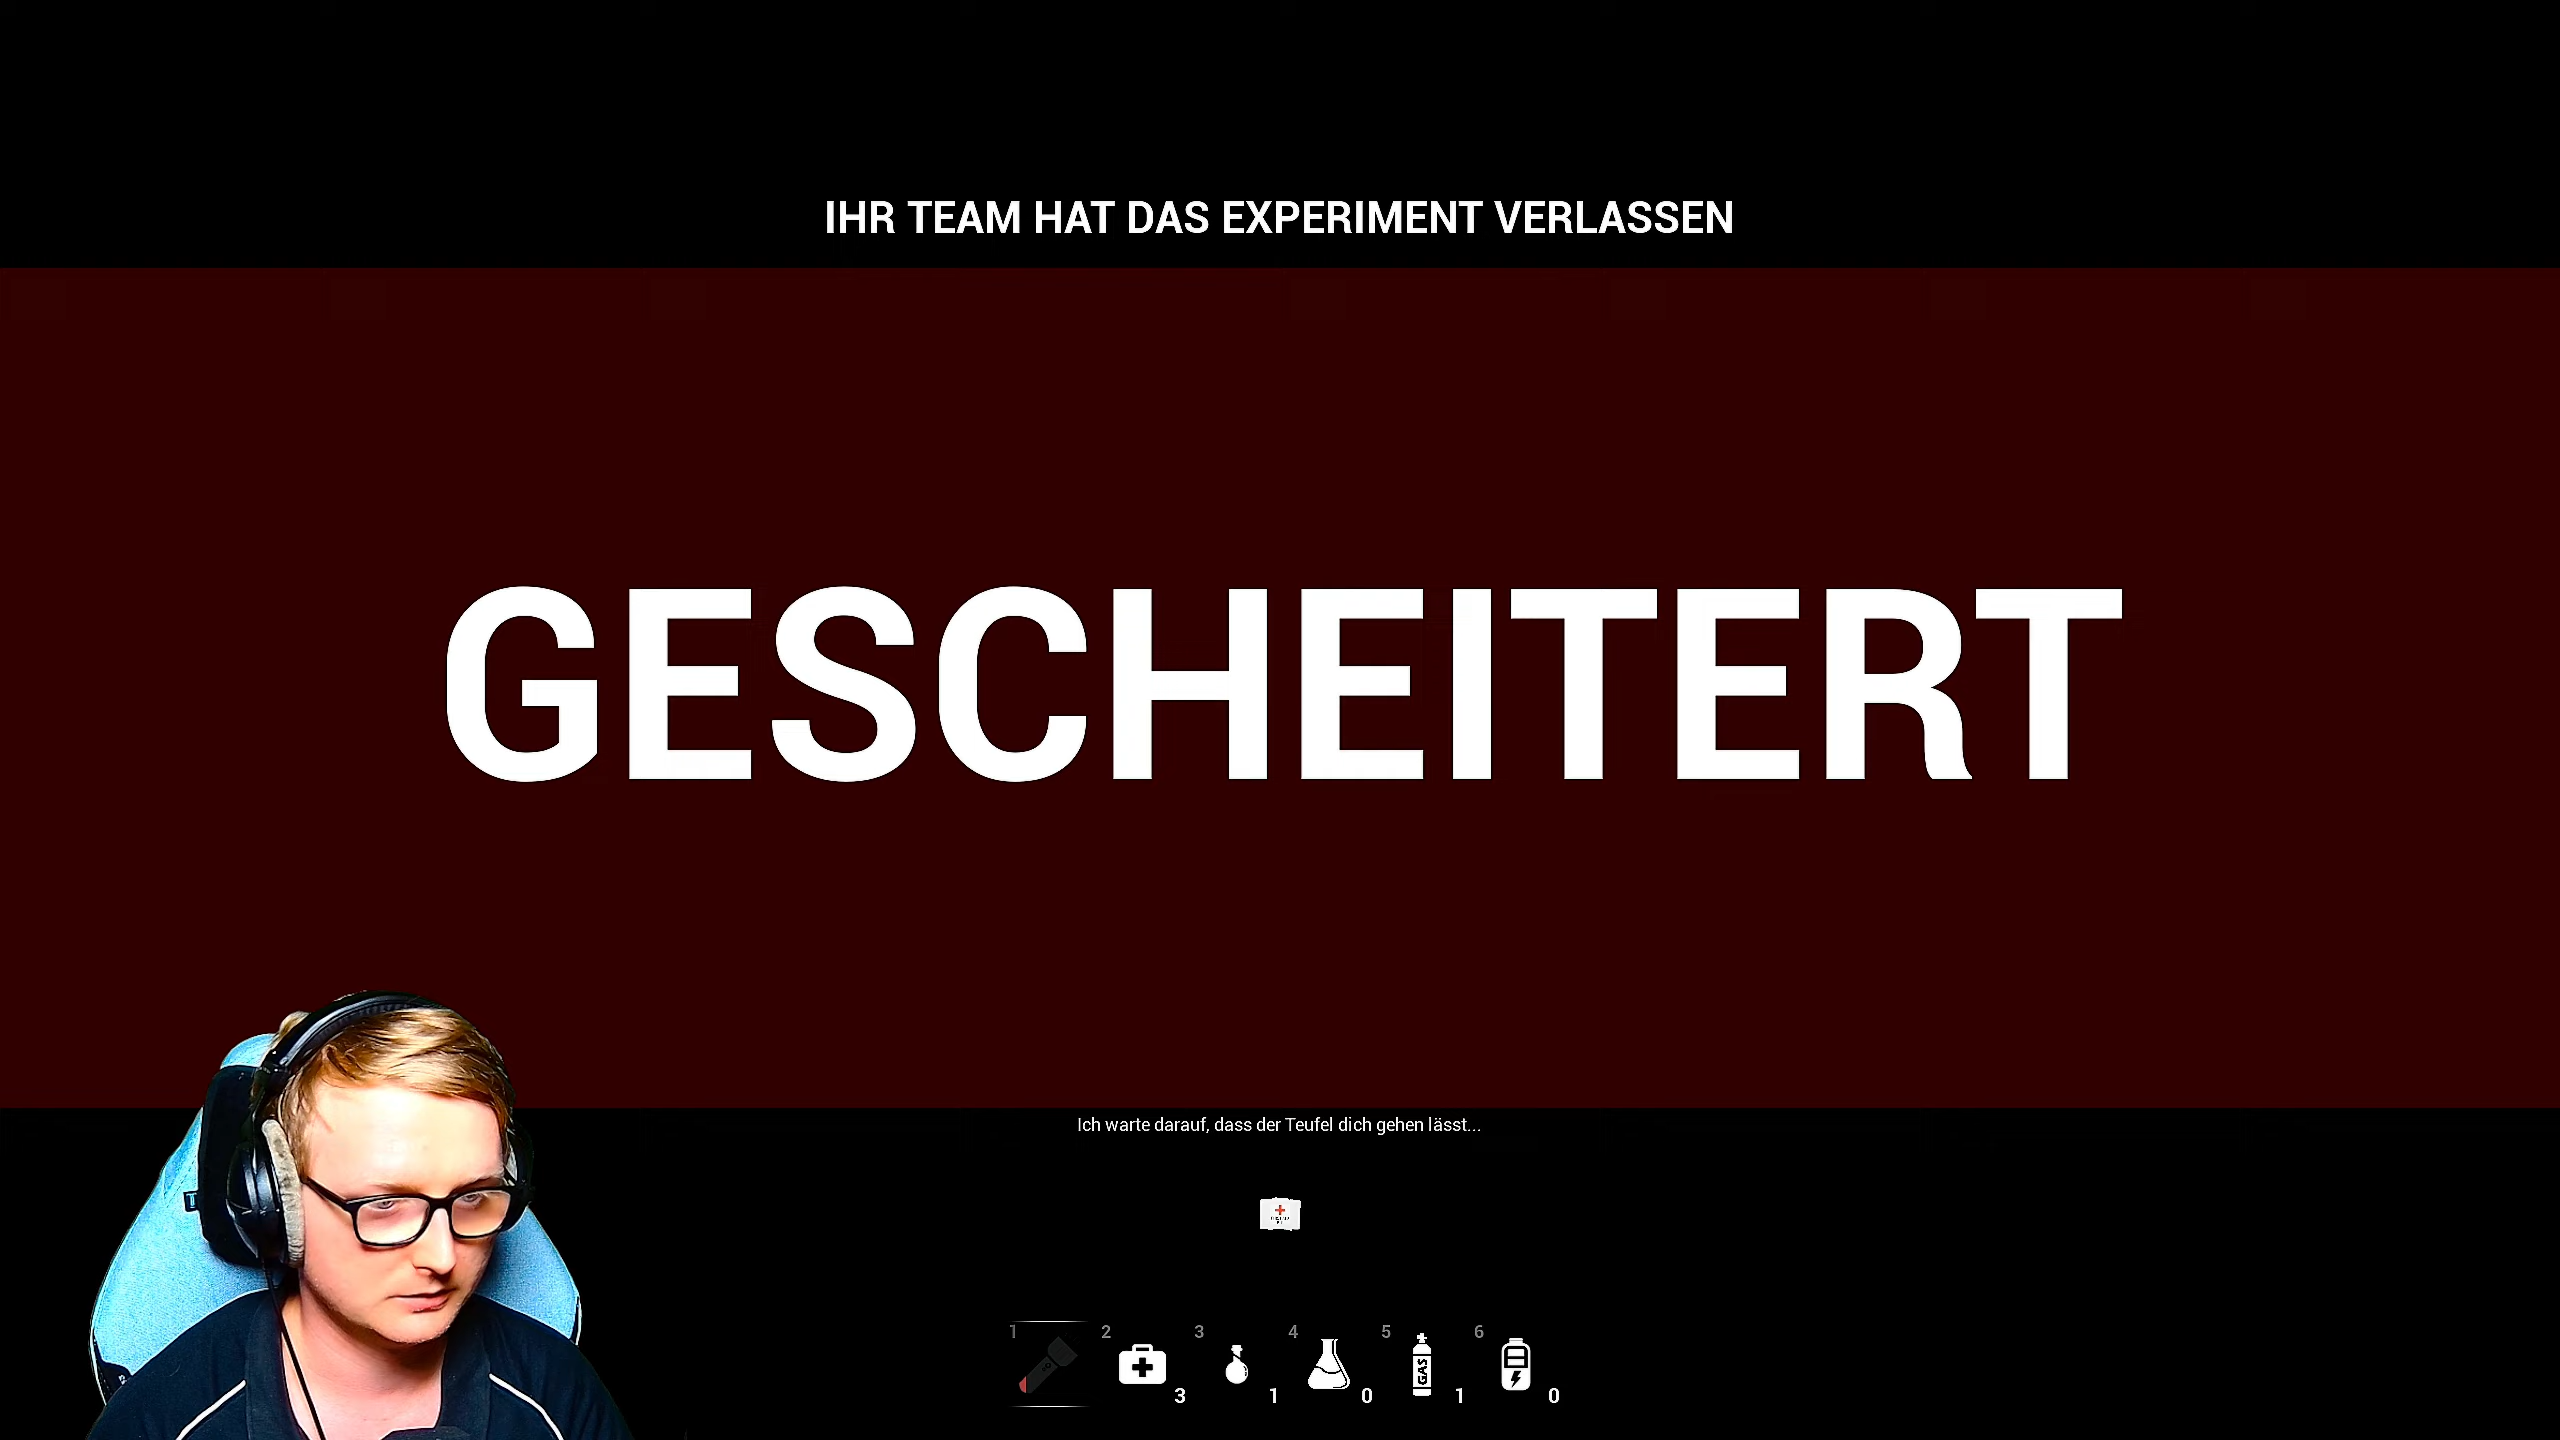 IHR TEAM HAT DAS EXPERIMENT VERLASSEN
GESCHEITERT
Ich warte darauf, dass der Teufel dich gehen lässt...
1 2 3 4 5 6
GAS
3 1 0 1 0